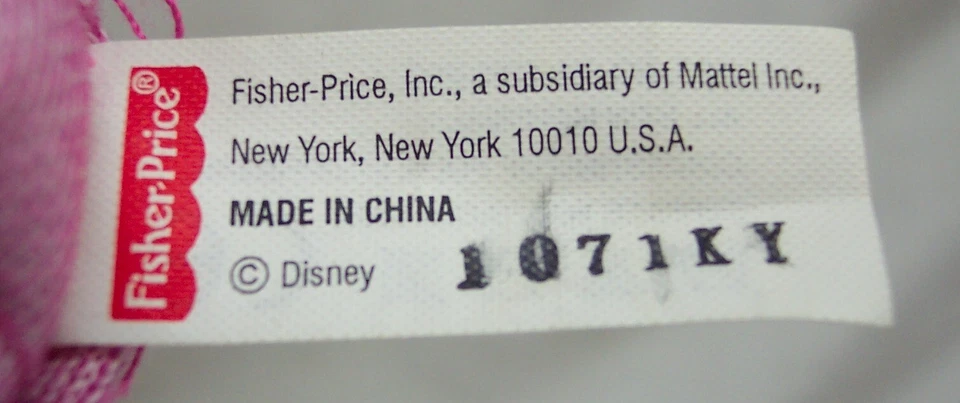 Fisher-Price®
Fisher-Price, Inc., a subsidiary of Mattel Inc.,
New York, New York 10010 U.S.A.
MADE IN CHINA
© Disney
1071KY